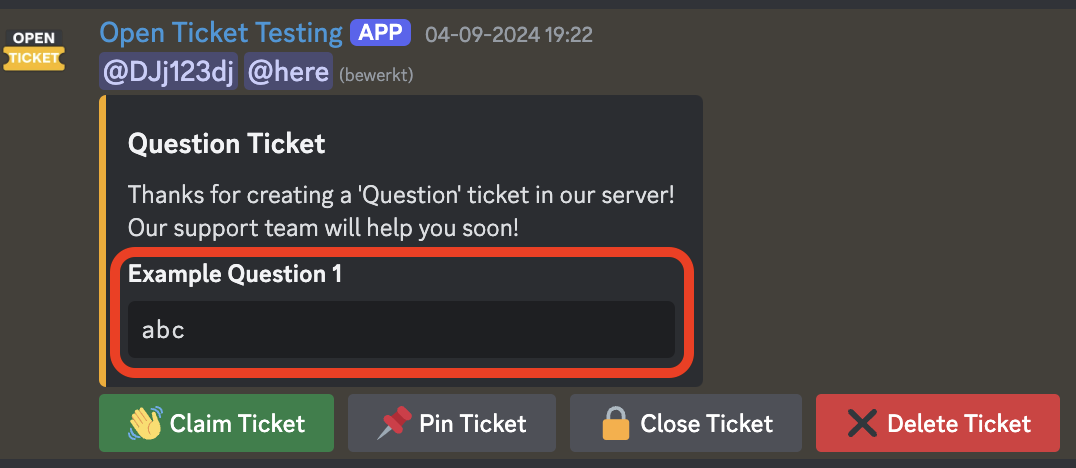 OPEN
TICKET
Open Ticket Testing APP 04-09-2024 19:22
@DJj123dj @here (bewerkt)
Question Ticket
Thanks for creating a 'Question' ticket in our server!
Our support team will help you soon!
Example Question 1
abc
Claim Ticket Pin Ticket Close Ticket Delete Ticket